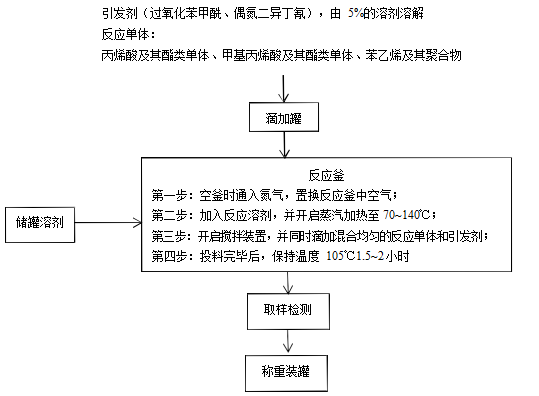 引发剂（过氧化苯甲酰、偶氮二异丁氰），由 5%的溶剂溶解
反应单体：
丙烯酸及其酯类单体、甲基丙烯酸及其酯类单体、苯乙烯及其聚合物
滴加罐
反应釜
第一步：空釜时通入氮气，置换反应釜中空气；
第二步：加入反应溶剂，并开启蒸汽加热至 70~140℃；
储罐溶剂
第三步：开启搅拌装置，并同时滴加混合均匀的反应单体和引发剂；
第四步：投料完毕后，保持温度 105℃1.5~2小时
取样检测
称重装罐